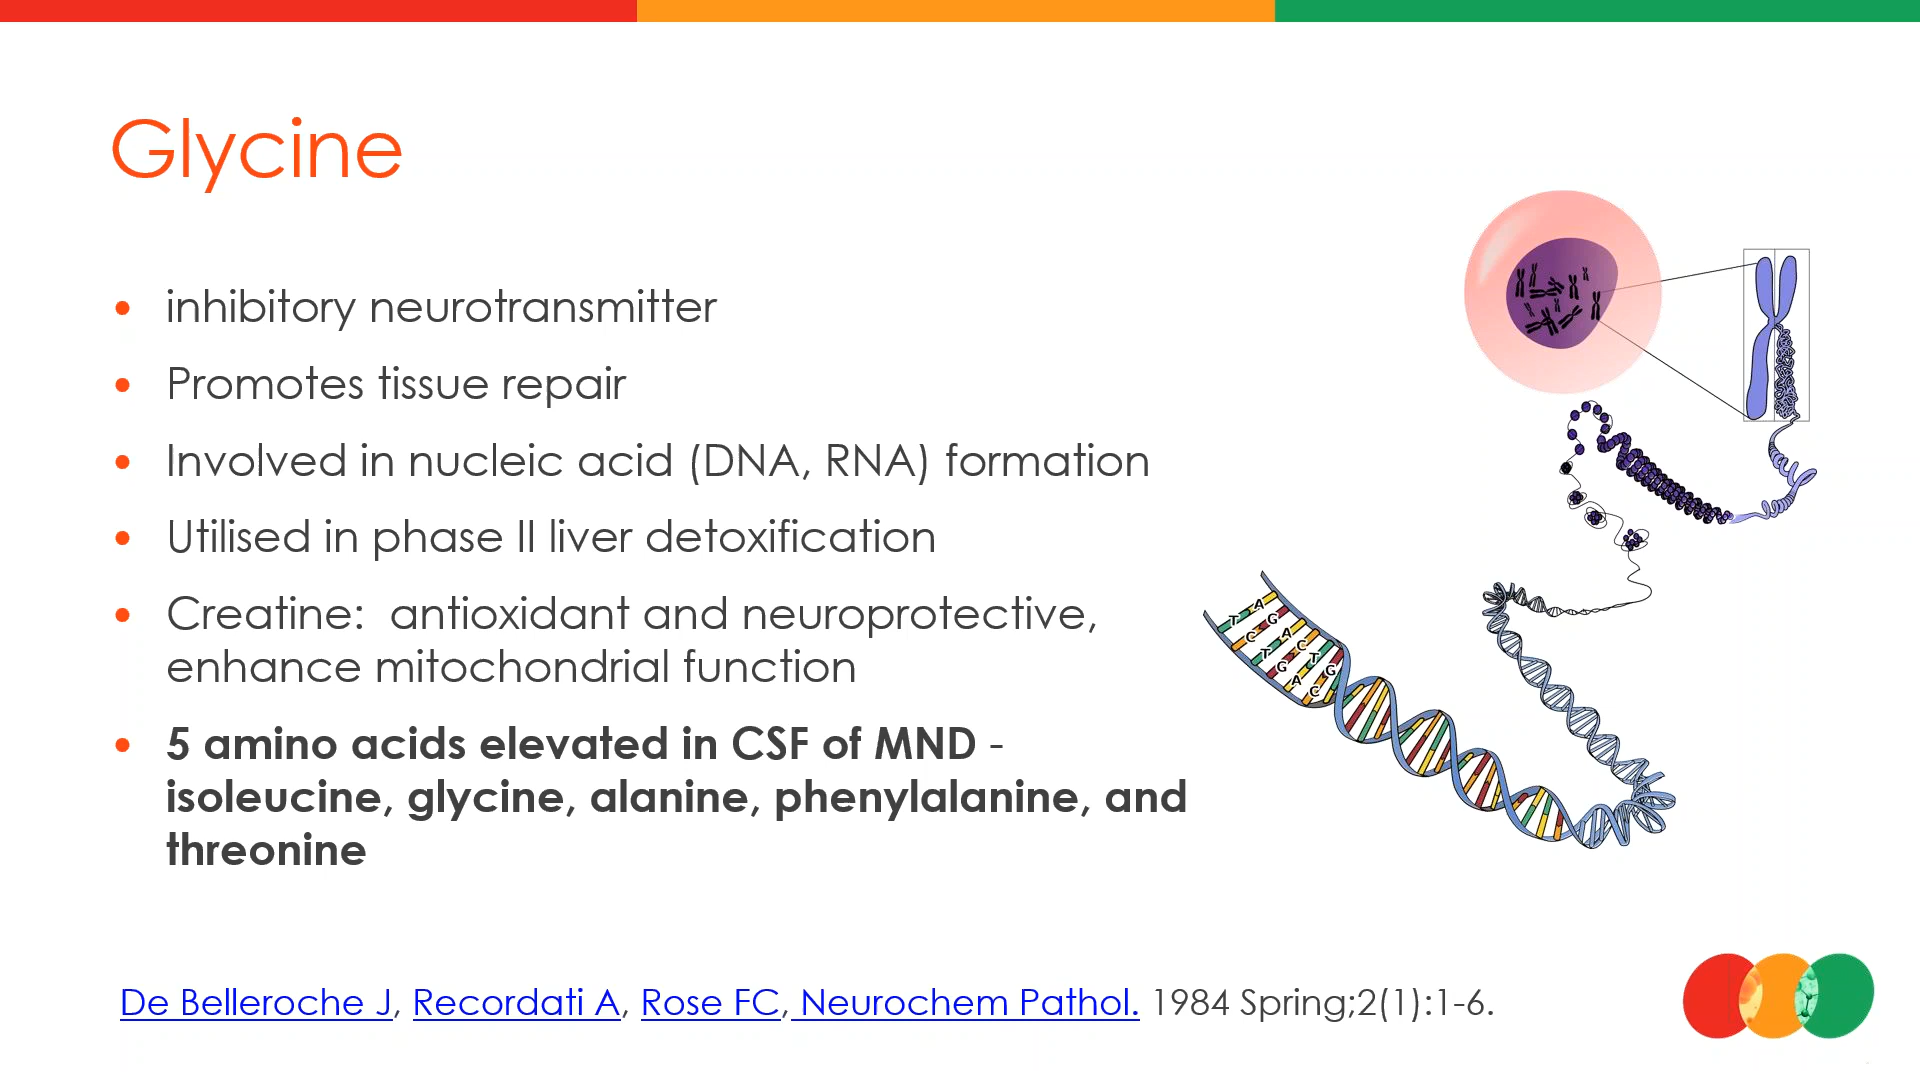 Glycine
• inhibitory neurotransmitter
• Promotes tissue repair
• Involved in nucleic acid (DNA, RNA) formation
• Utilised in phase II liver detoxification
• Creatine:  antioxidant and neuroprotective,
enhance mitochondrial function
• 5 amino acids elevated in CSF of MND -
isoleucine, glycine, alanine, phenylalanine, and
threonine
A
T G
C A
C
T T
G G
A
C
De Belleroche J, Recordati A, Rose FC, Neurochem Pathol. 1984 Spring;2(1):1-6.